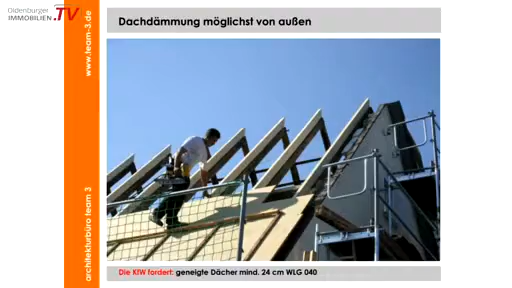 Oldenburger
IMMOBILIEN.TV
www.team-3.de
architekturbüro team 3
Dachdämmung möglichst von außen
Die KfW fordert: geneigte Dächer mind. 24 cm WLG 040